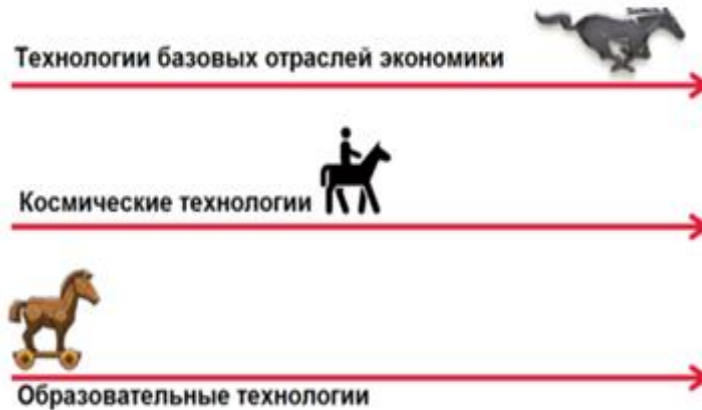 Технологии базовых отраслей экономики
Космические технологии
Образовательные технологии